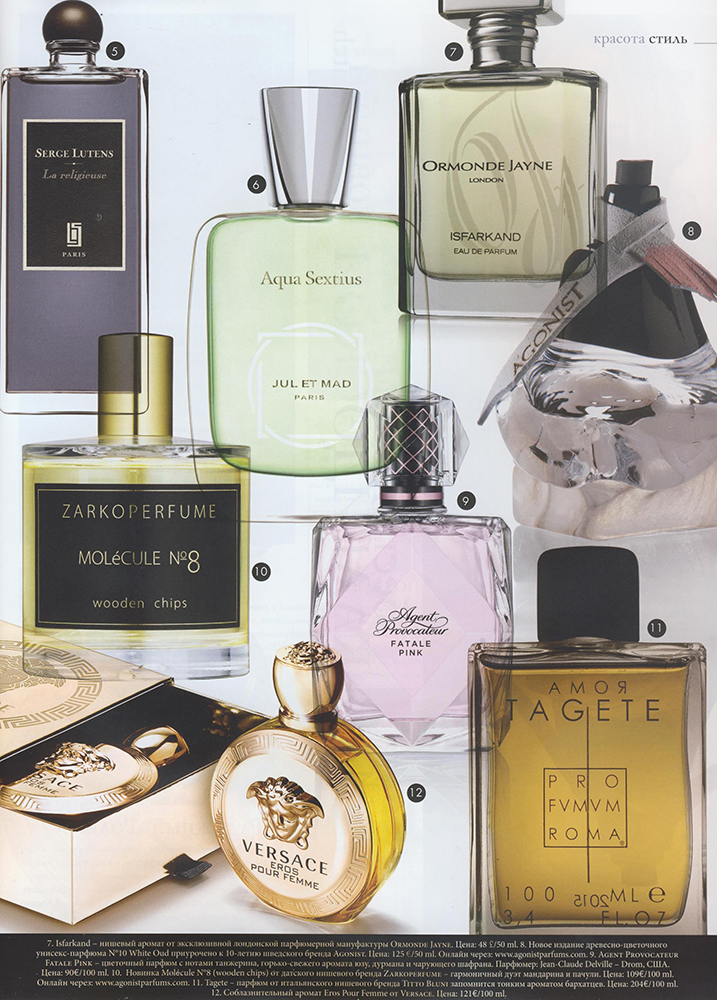 красота СТИЛЬ
5
SERGE LUTENS
La religieuse
PARIS
6
Aqua Sextius
JUL ET MAD
PARIS
7
ORMONDE JAYNE
LONDON
ISFARKAND
EAU DE PARFUM
8
AGONIST
9
Agent
Provocateur
FATALE
PINK
10
ZARKOPERFUME
MOLéCULE Nº8
wooden chips
11
AMOЯ
TAGETE
PRO
FVMVM
ROMA
100 ML e
2015
3,4 FL.OZ
12
VERSACE
EROS
POUR FEMME
VERSACE
FEMME
7. Isfarkand – нишевый аромат от эксклюзивной лондонской парфюмерной мануфактуры ORMONDE JAYNE. Цена: 48 £/50 ml. 8. Новое издание древесно-цветочного
унисекс-парфюма N°10 White Oud приурочено к 10-летию шведского бренда AGONIST. Цена: 125 €/50 ml. Онлайн через: www.agonistparfums.com. 9. AGENT PROVOCATEUR
FATALE PINK – цветочный парфюм с нотами танжерина, горько-свежего аромата юзу, дурмана и чарующего шафрана. Парфюмер: Jean-Claude Delville – Drom, США.
Цена: 90€/100 ml. 10. Новинка Molécule N°8 (wooden chips) от датского нишевого бренда ZARKOPERFUME – гармоничный дуэт мандарина и пачули. Цена: 109€/100 ml.
Онлайн через: www.agonistparfums.com. 11. Tagete – парфюм от итальянского нишевого бренда TITTO BLUNI запомнится тонким ароматом бархатцев. Цена: 204€/100 ml.
12. Соблазнительный аромат Eros Pour Femme от VERSACE. Цена: 121€/100 ml.